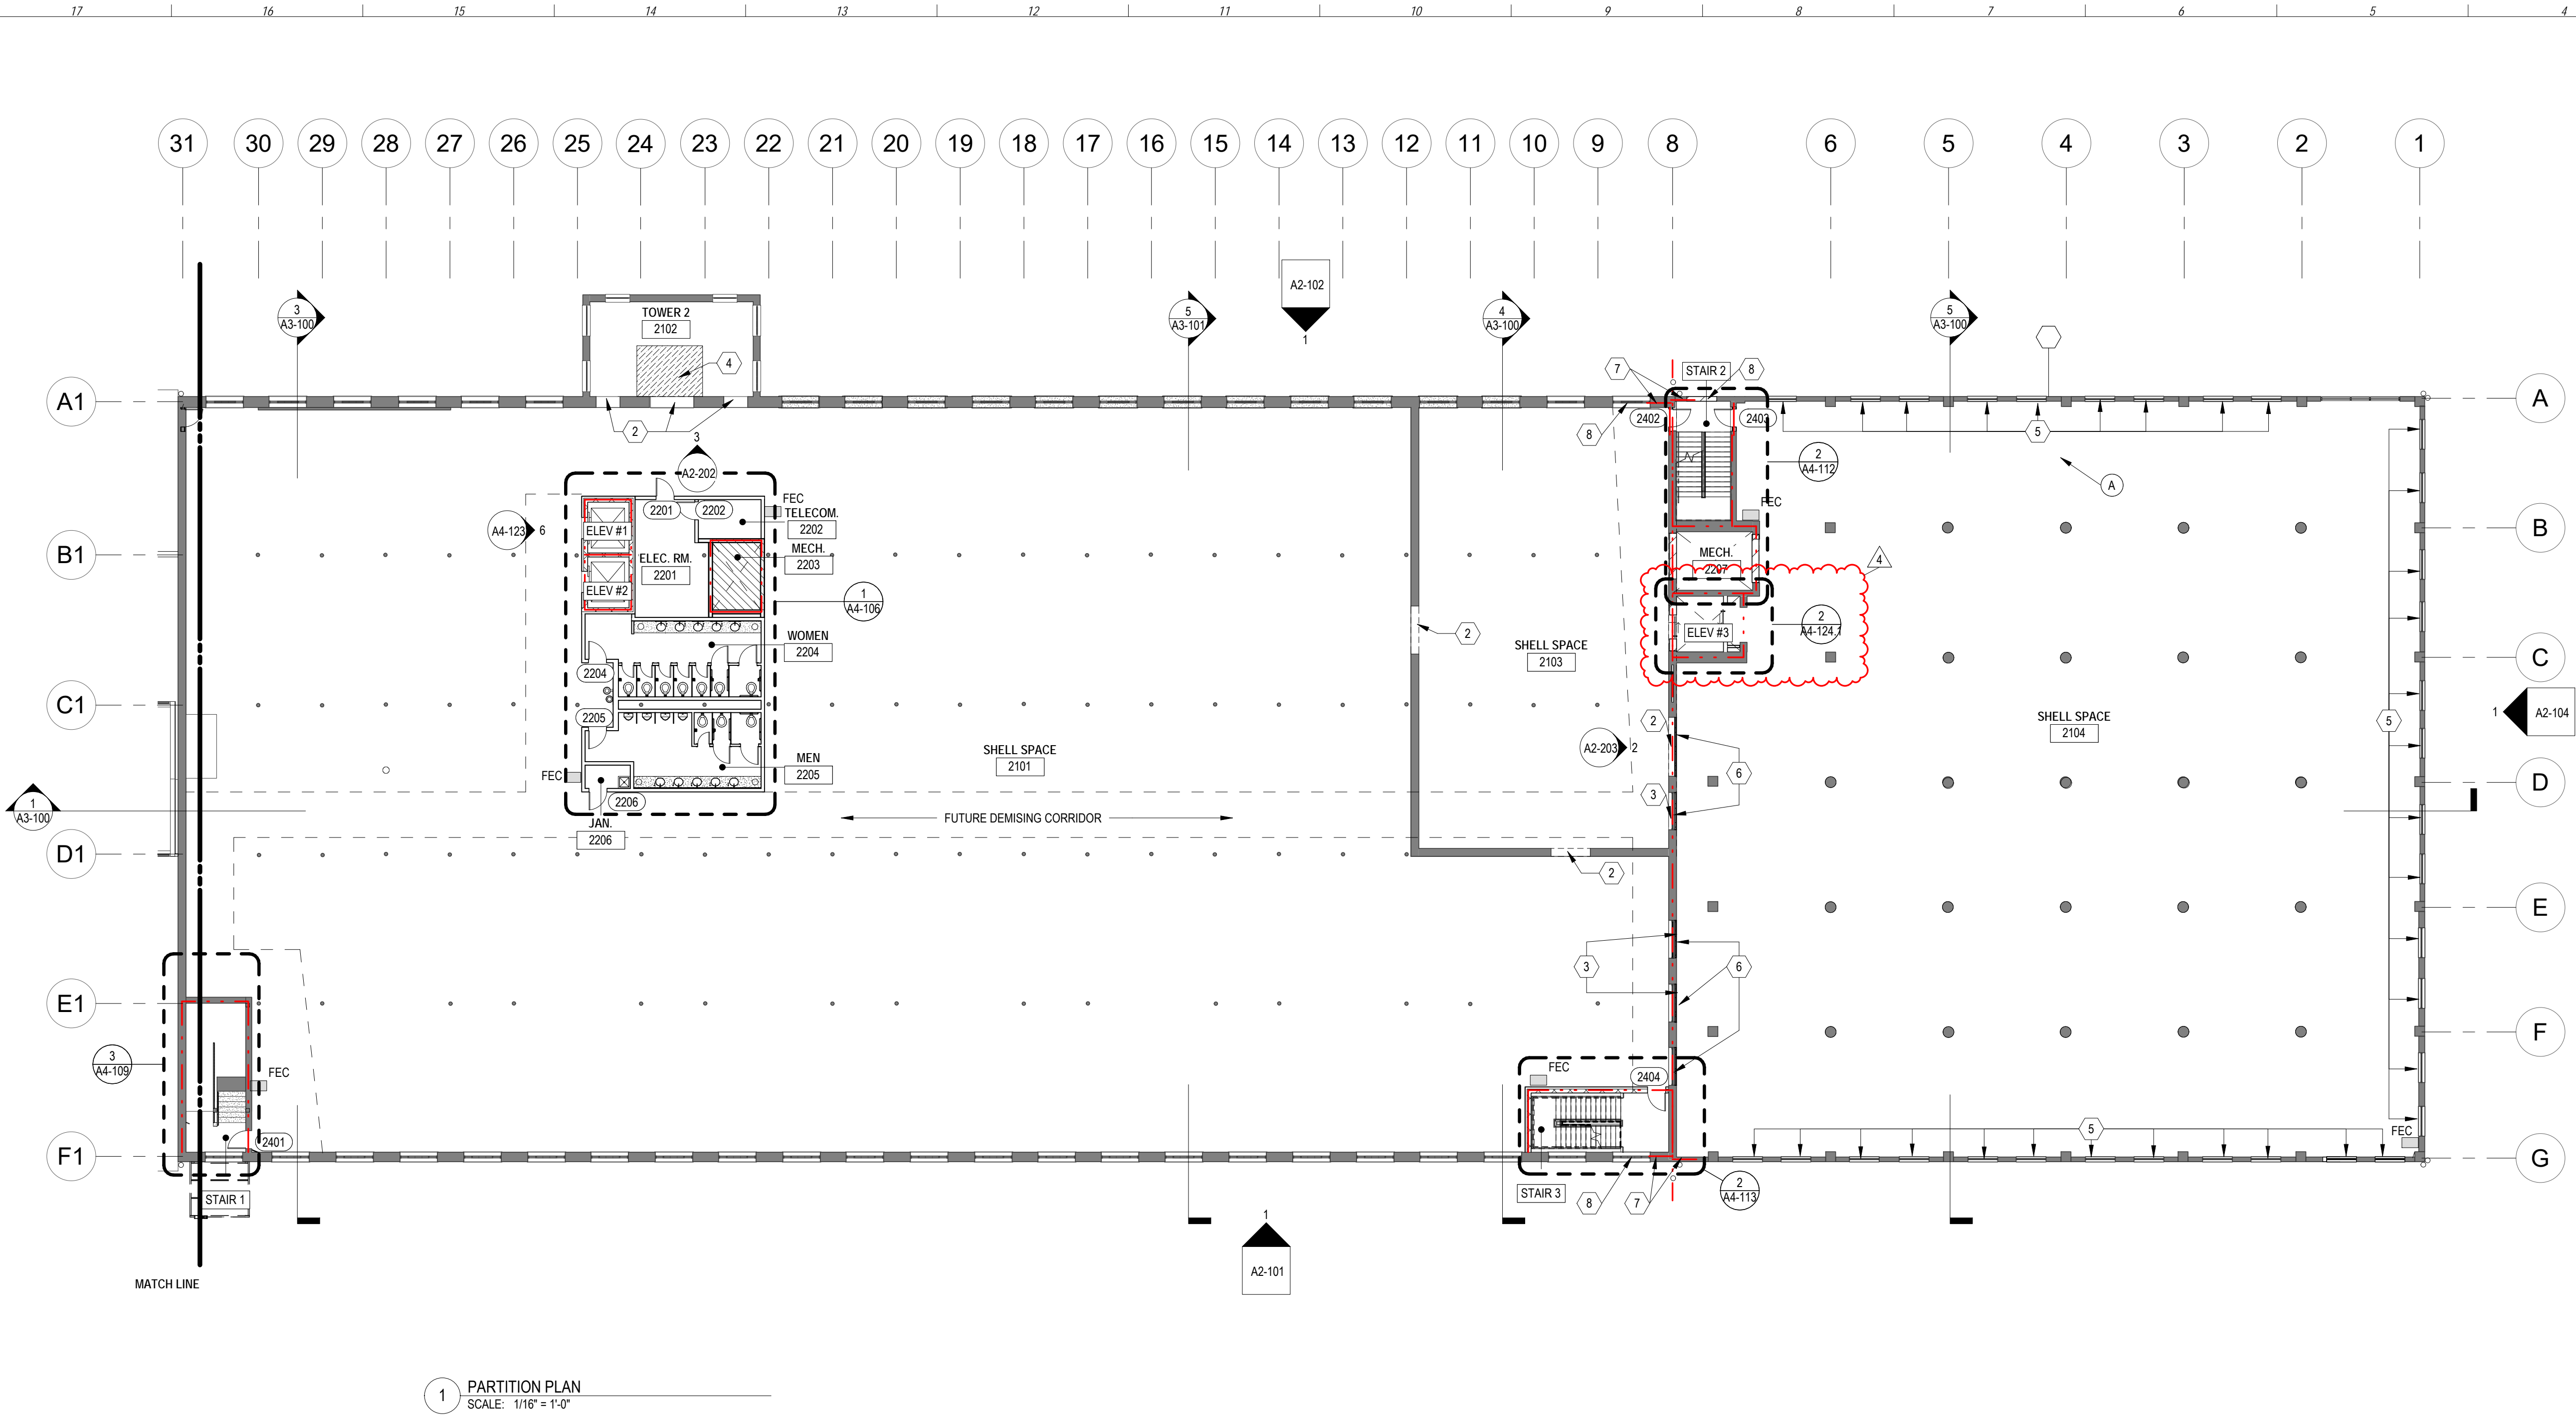 17 16 15 14 13 12 11 10 9 8 7 6 5 4
31 30 29 28 27 26 25 24 23 22 21 20 19 18 17 16 15 14 13 12 11 10 9 8 6 5 4 3 2 1
A2-102
1
3
A3-100
TOWER 2
2102
5
A3-101
4
A3-100
5
A3-100
4
7
STAIR 2
8
A1
A
2
8
2402
2403
5
3
A2-202
2
A4-112
A
FEC
2201
2202
FEC
TELECOM.
2202
A4-123
6
ELEV #1
B
B1
ELEC. RM.
2201
MECH.
2203
MECH.
2207
4
ELEV #2
1
A4-106
2
A4-124.1
ELEV #3
2
WOMEN
2204
SHELL SPACE
2103
C
2204
C1
2205
2
SHELL SPACE
2104
5
1
A2-104
A2-203
2
SHELL SPACE
2101
MEN
2205
FEC
6
D
1
A3-100
2206
3
FUTURE DEMISING CORRIDOR
JAN.
2206
D1
2
E
3
6
E1
F
3
A4-109
FEC
FEC
2404
2401
5
FEC
F1
G
STAIR 1
STAIR 3
8
7
2
A4-113
1
A2-101
MATCH LINE
1
PARTITION PLAN
SCALE: 1/16" = 1'-0"